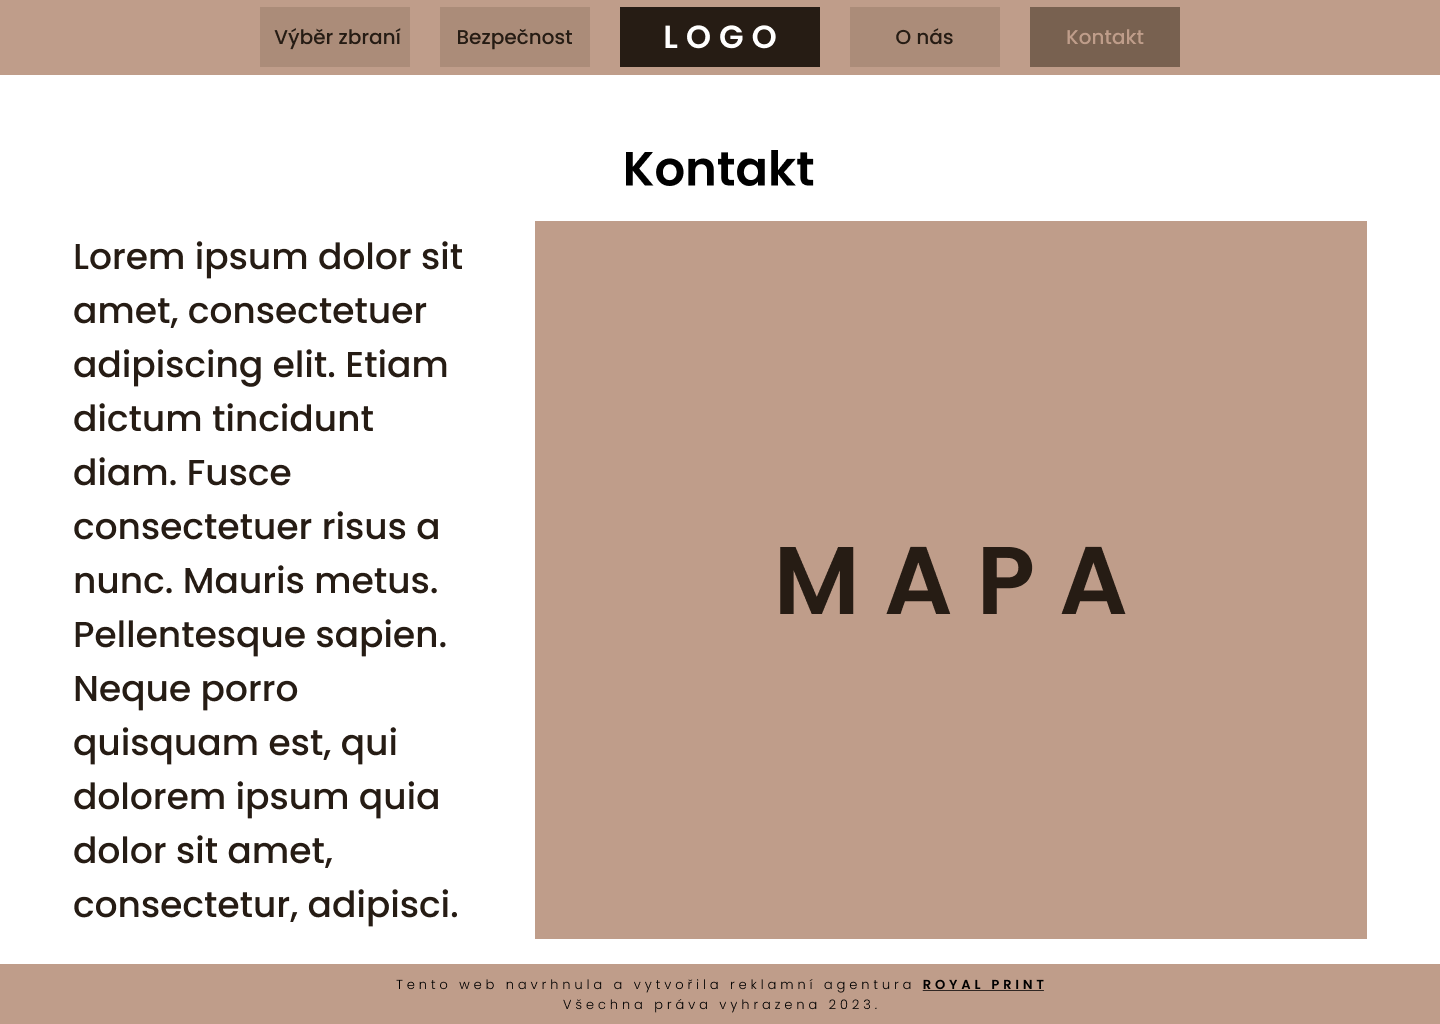 Výběr zbraní
Bezpečnost
LOGO
O nás
Kontakt
Kontakt
Lorem ipsum dolor sit
amet, consectetuer
adipiscing elit. Etiam
dictum tincidunt
diam. Fusce
consectetuer risus a
nunc. Mauris metus.
Pellentesque sapien.
Neque porro
quisquam est, qui
dolorem ipsum quia
dolor sit amet,
consectetur, adipisci.
MAPA
Tento web navrhnula a vytvořila reklamní agentura ROYAL PRINT
Všechna práva vyhrazena 2023.